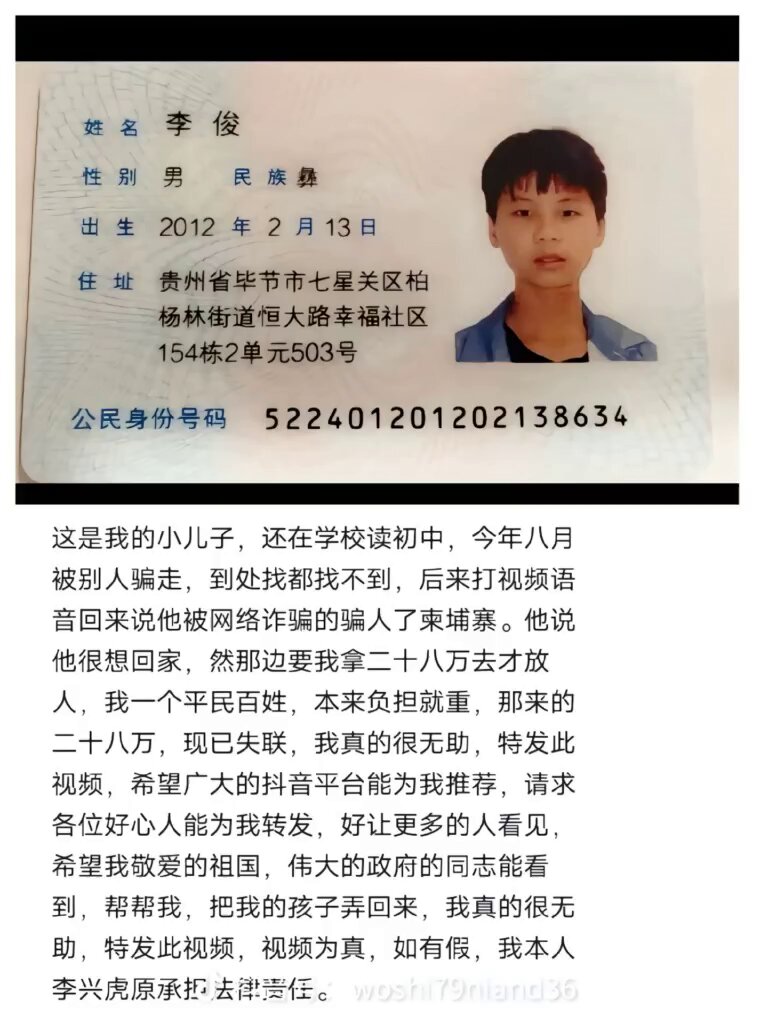 姓名 李俊
性别 男 民族 彝
出生 2012 年 2 月 13 日
住址 贵州省毕节市七星关区柏
杨林街道恒大路幸福社区
154栋2单元503号
公民身份号码 522401201202138634
这是我的小儿子，还在学校读初中，今年八月
被别人骗走，到处找都找不到，后来打视频语
音回来说他被网络诈骗的骗人了柬埔寨。他说
他很想回家，然那边要我拿二十八万去才放
人，我一个平民百姓，本来负担就重，那来的
二十八万，现已失联，我真的很无助，特发此
视频，希望广大的抖音平台能为我推荐，请求
各位好心人能为我转发，好让更多的人看见，
希望我敬爱的祖国，伟大的政府的同志能看
到，帮帮我，把我的孩子弄回来，我真的很无
助，特发此视频，视频为真，如有假，我本人
李兴虎原承担法律责任。
woshi79niand36